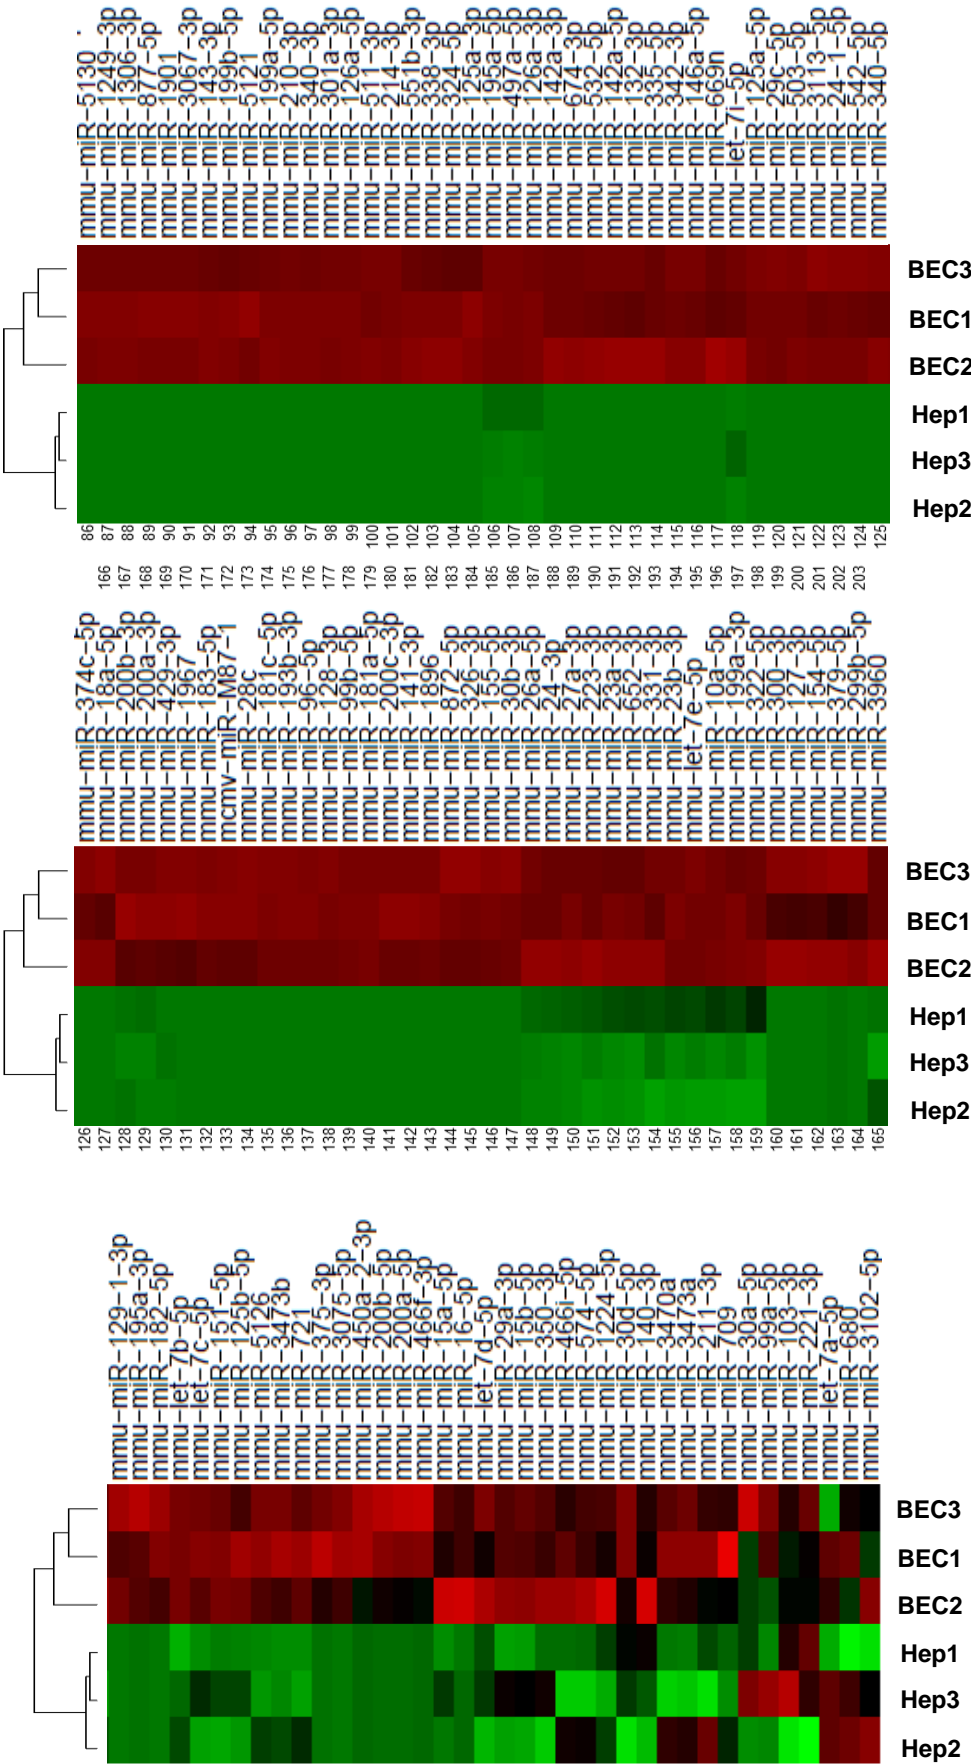 mmu-miR-5130
mmu-miR-1249-3p
mmu-miR-1306-3p
mmu-miR-877-5p
mmu-miR-1901
mmu-miR-3067-3p
mmu-miR-143-3p
mmu-miR-199b-5p
mmu-miR-5121
mmu-miR-199a-5p
mmu-miR-210-3p
mmu-miR-340-3p
mmu-miR-301a-3p
mmu-miR-126a-5p
mmu-miR-511-3p
mmu-miR-214-3p
mmu-miR-551b-3p
mmu-miR-338-3p
mmu-miR-324-5p
mmu-miR-125a-3p
mmu-miR-195a-5p
mmu-miR-497a-5p
mmu-miR-126a-3p
mmu-miR-142a-3p
mmu-miR-674-3p
mmu-miR-532-5p
mmu-miR-142a-5p
mmu-miR-132-3p
mmu-miR-335-5p
mmu-miR-342-3p
mmu-miR-146a-5p
mmu-miR-669n
mmu-let-7i-5p
mmu-miR-125a-5p
mmu-miR-29c-5p
mmu-miR-503-5p
mmu-miR-3113-5p
mmu-miR-24-1-5p
mmu-miR-542-5p
mmu-miR-340-5p
BEC3
BEC1
BEC2
Hep1
Hep3
Hep2
86 87 88 89 90 91 92 93 94 95 96 97 98 99 100 101 102 103 104 105 106 107 108 109 110 111 112 113 114 115 116 117 118 119 120 121 122 123 124 125
166 167 168 169 170 171 172 173 174 175 176 177 178 179 180 181 182 183 184 185 186 187 188 189 190 191 192 193 194 195 196 197 198 199 200 201 202 203
mmu-miR-374c-5p
mmu-miR-18a-5p
mmu-miR-200b-3p
mmu-miR-200a-3p
mmu-miR-429-3p
mmu-miR-1967
mmu-miR-183-5p
mcmv-miR-M87-1
mmu-miR-28c
mmu-miR-181c-5p
mmu-miR-193b-3p
mmu-miR-96-5p
mmu-miR-128-3p
mmu-miR-99b-5p
mmu-miR-181a-5p
mmu-miR-200c-3p
mmu-miR-141-3p
mmu-miR-1896
mmu-miR-872-5p
mmu-miR-326-3p
mmu-miR-155-5p
mmu-miR-30b-3p
mmu-miR-26a-5p
mmu-miR-24-3p
mmu-miR-27a-3p
mmu-miR-223-3p
mmu-miR-23a-3p
mmu-miR-652-3p
mmu-miR-331-3p
mmu-miR-23b-3p
mmu-let-7e-5p
mmu-miR-10a-5p
mmu-miR-199a-3p
mmu-miR-322-5p
mmu-miR-300-3p
mmu-miR-127-3p
mmu-miR-154-5p
mmu-miR-379-5p
mmu-miR-299b-5p
mmu-miR-3960
BEC3
BEC1
BEC2
Hep1
Hep3
Hep2
126 127 128 129 130 131 132 133 134 135 136 137 138 139 140 141 142 143 144 145 146 147 148 149 150 151 152 153 154 155 156 157 158 159 160 161 162 163 164 165
mmu-miR-129-1-3p
mmu-miR-195a-3p
mmu-miR-182-5p
mmu-let-7b-5p
mmu-let-7c-5p
mmu-miR-151-5p
mmu-miR-125b-5p
mmu-miR-5126
mmu-miR-3473b
mmu-miR-721
mmu-miR-375-3p
mmu-miR-3075-5p
mmu-miR-450a-2-3p
mmu-miR-200b-5p
mmu-miR-200a-5p
mmu-miR-466f-3p
mmu-miR-15a-5p
mmu-miR-16-5p
mmu-let-7d-5p
mmu-miR-29a-3p
mmu-miR-15b-5p
mmu-miR-350-3p
mmu-miR-466i-5p
mmu-miR-574-5p
mmu-miR-1224-5p
mmu-miR-30d-5p
mmu-miR-140-3p
mmu-miR-3470a
mmu-miR-3473a
mmu-miR-211-3p
mmu-miR-709
mmu-miR-30a-5p
mmu-miR-99a-5p
mmu-miR-103-3p
mmu-miR-221-3p
mmu-let-7a-5p
mmu-miR-680
mmu-miR-3102-5p
BEC3
BEC1
BEC2
Hep1
Hep3
Hep2